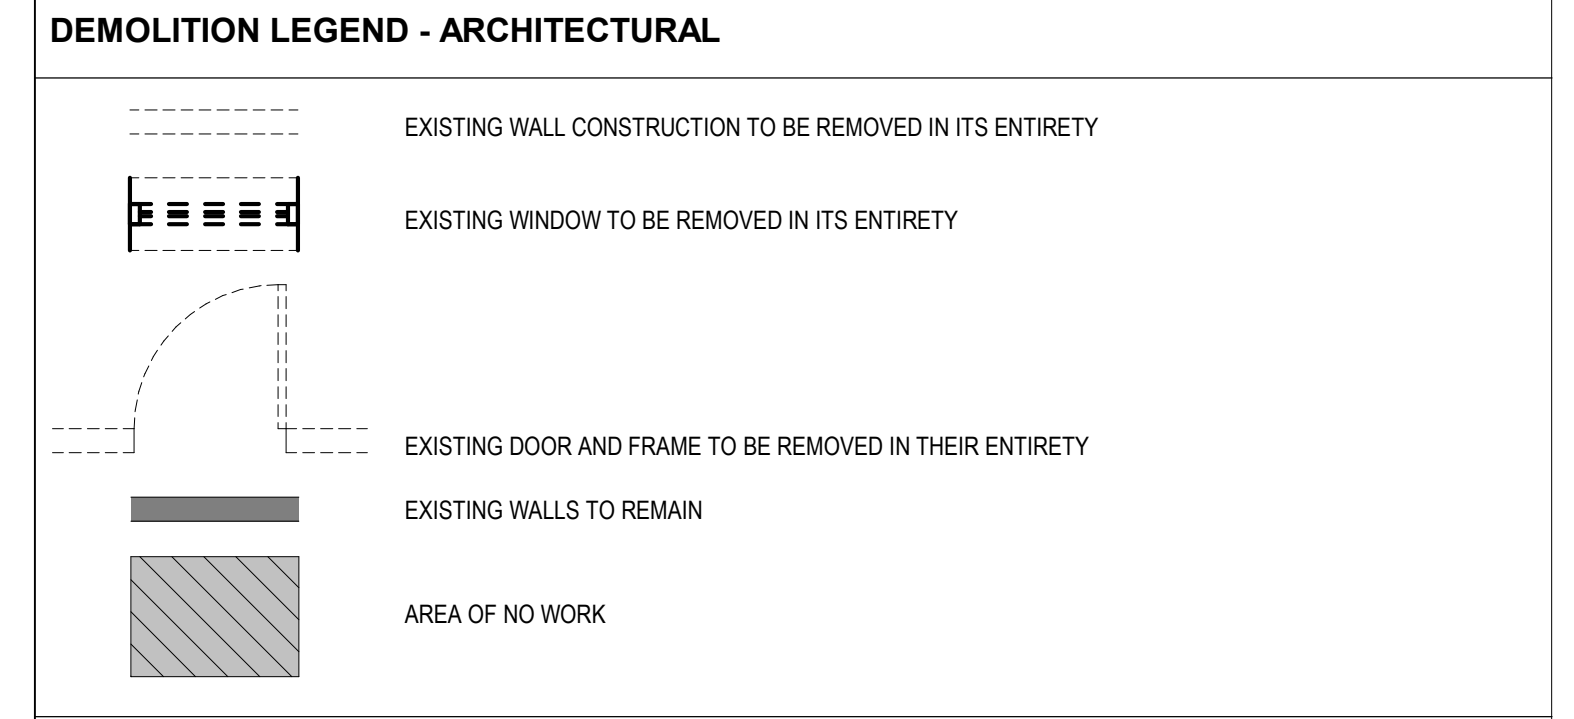 DEMOLITION LEGEND - ARCHITECTURAL
EXISTING WALL CONSTRUCTION TO BE REMOVED IN ITS ENTIRETY
EXISTING WINDOW TO BE REMOVED IN ITS ENTIRETY
EXISTING DOOR AND FRAME TO BE REMOVED IN THEIR ENTIRETY
EXISTING WALLS TO REMAIN
AREA OF NO WORK